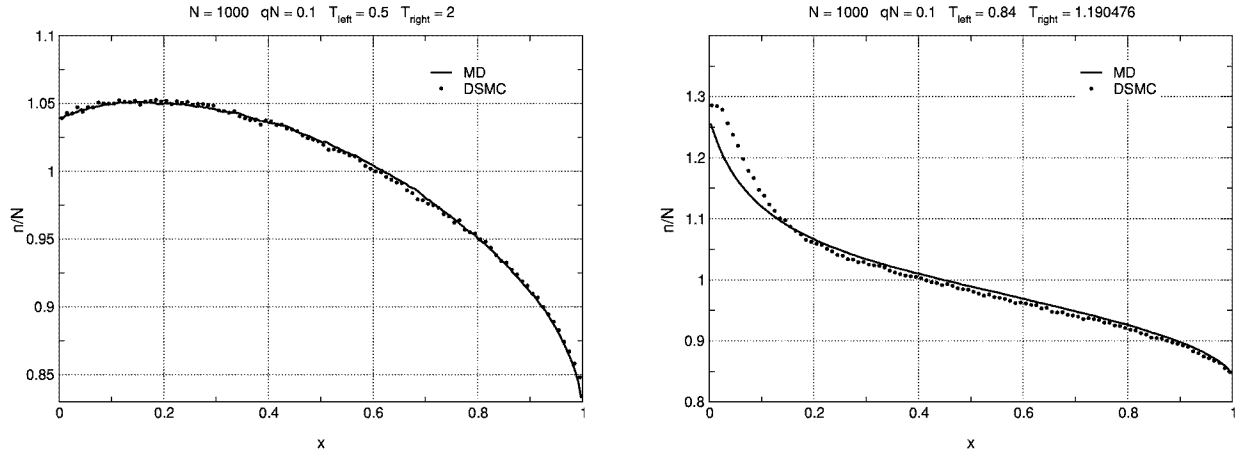 N = 1000 qN = 0.1 T_left = 0.5 T_right = 2
1.1
1.05
1
0.95
0.9
0.85
n/N
MD
DSMC
0 0.2 0.4 0.6 0.8 1
x
N = 1000 qN = 0.1 T_left = 0.84 T_right = 1.190476
1.3
1.2
1.1
1
0.9
0.8
n/N
MD
DSMC
0 0.2 0.4 0.6 0.8 1
x